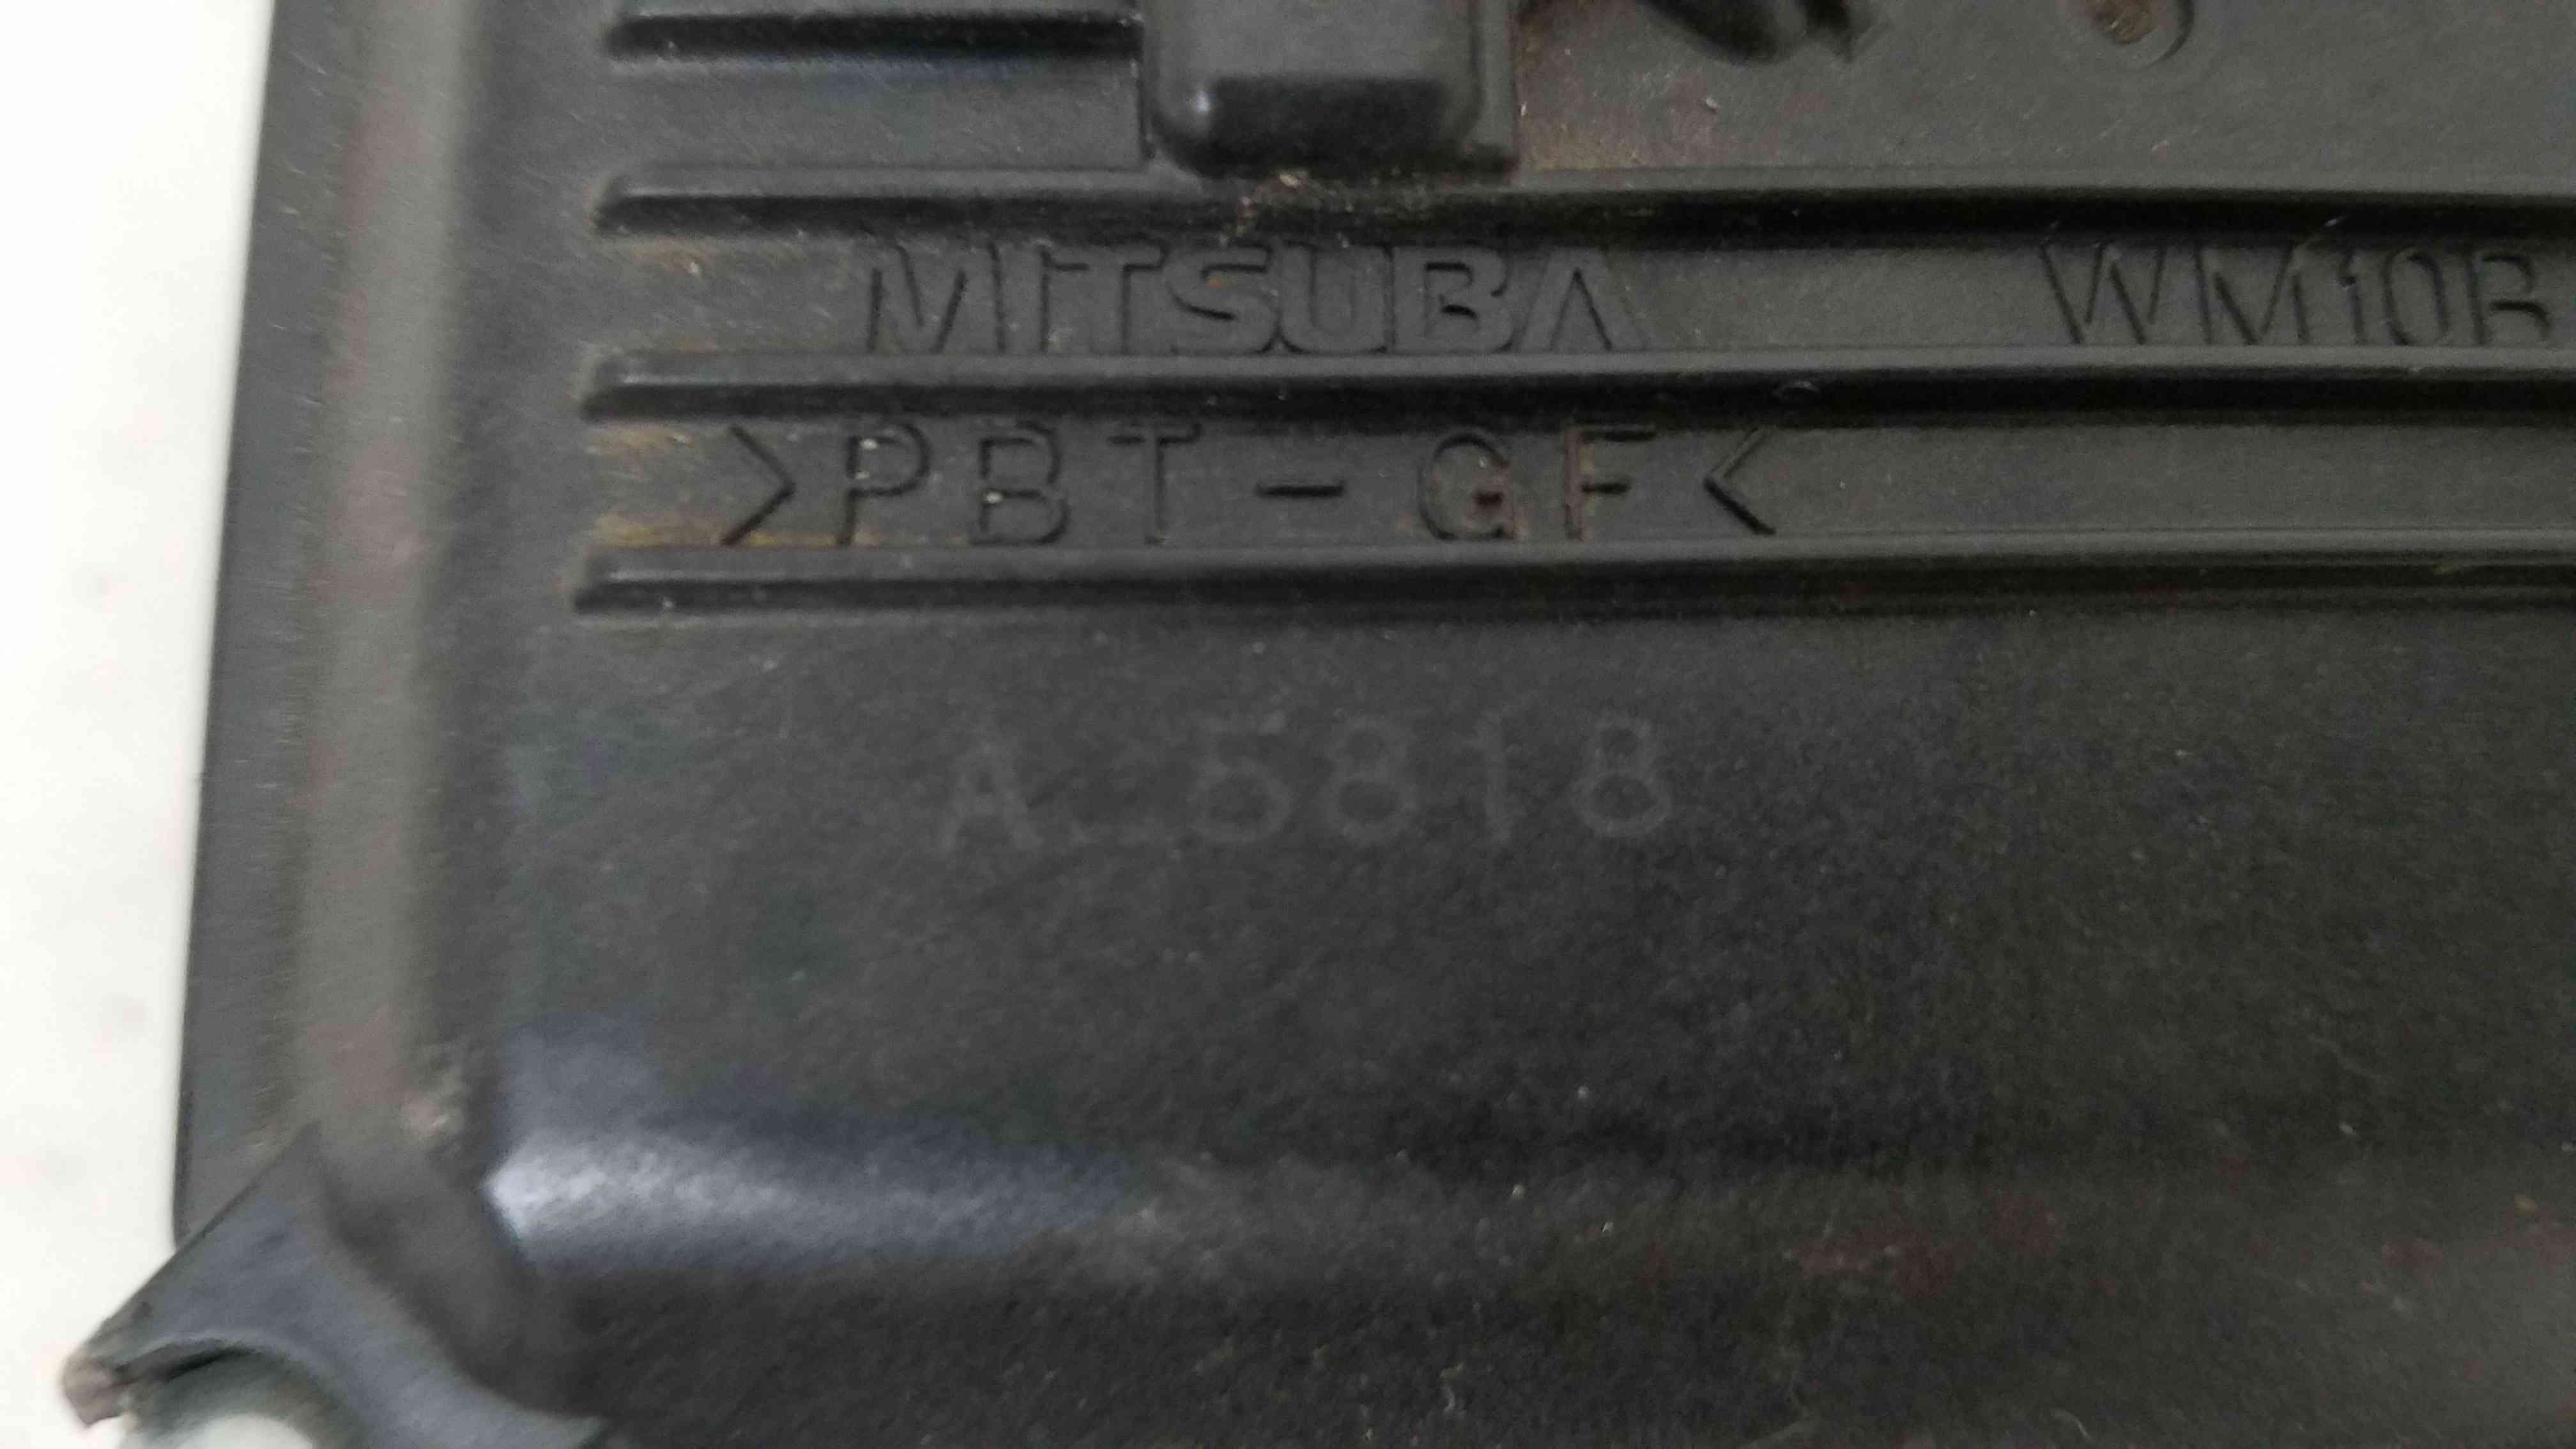 MITSUBA WM10B
>PBT-GF<
A 5818